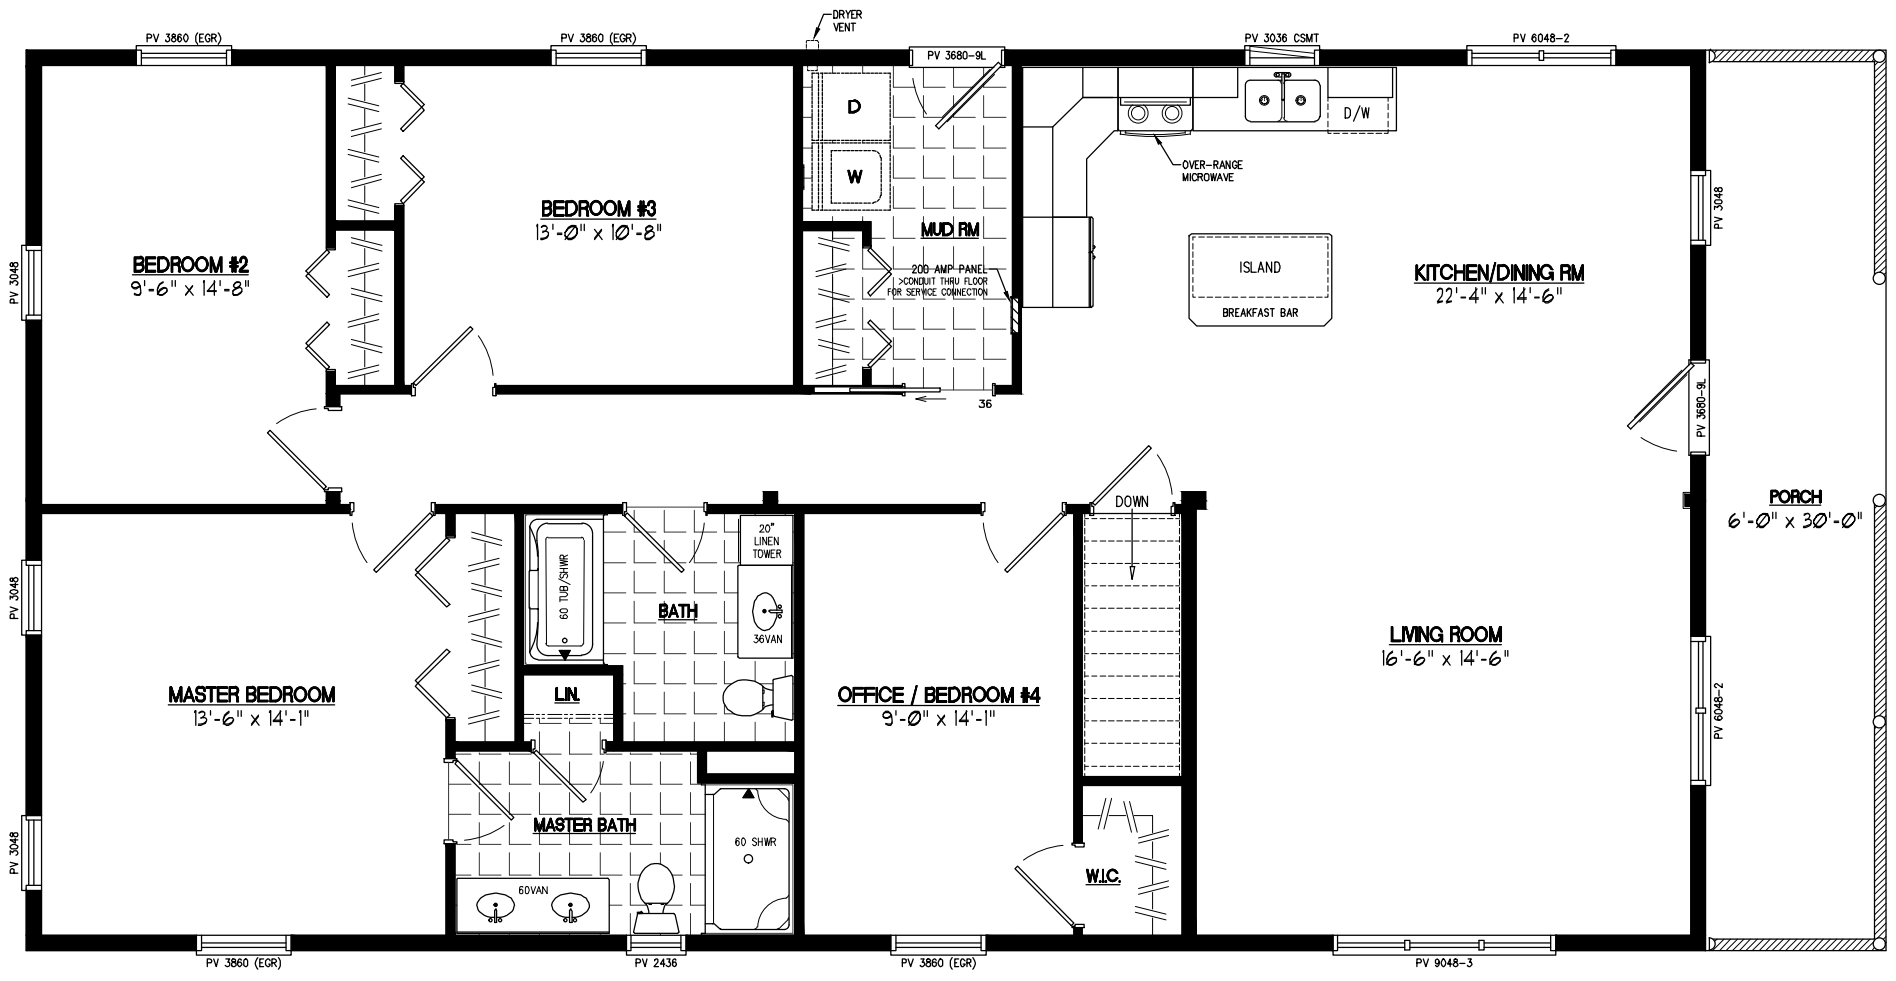 DRYER
VENT
PV 3860 (EGR)
PV 3860 (EGR)
PV 3680-9L
PV 3036 CSMT
PV 6048-2
D
W
D/W
OVER-RANGE
MICROWAVE
BEDROOM #3
13'-0" x 10'-8"
MUD RM
200 AMP PANEL
>CONDUIT THRU FLOOR
FOR SERVICE CONNECTION
BEDROOM #2
9'-6" x 14'-8"
PV 3048
ISLAND
BREAKFAST BAR
KITCHEN/DINING RM
22'-4" x 14'-6"
PV 3048
36
PV 3680-9L
DOWN
PORCH
6'-0" x 30'-0"
20"
LINEN
TOWER
60 TUB/SHWR
BATH
36VAN
PV 3048
LIVING ROOM
16'-6" x 14'-6"
MASTER BEDROOM
13'-6" x 14'-1"
LIN.
OFFICE / BEDROOM #4
9'-0" x 14'-1"
PV 6048-2
MASTER BATH
60 SHWR
PV 3048
60VAN
W.I.C.
PV 3860 (EGR)
PV 2436
PV 3860 (EGR)
PV 9048-3